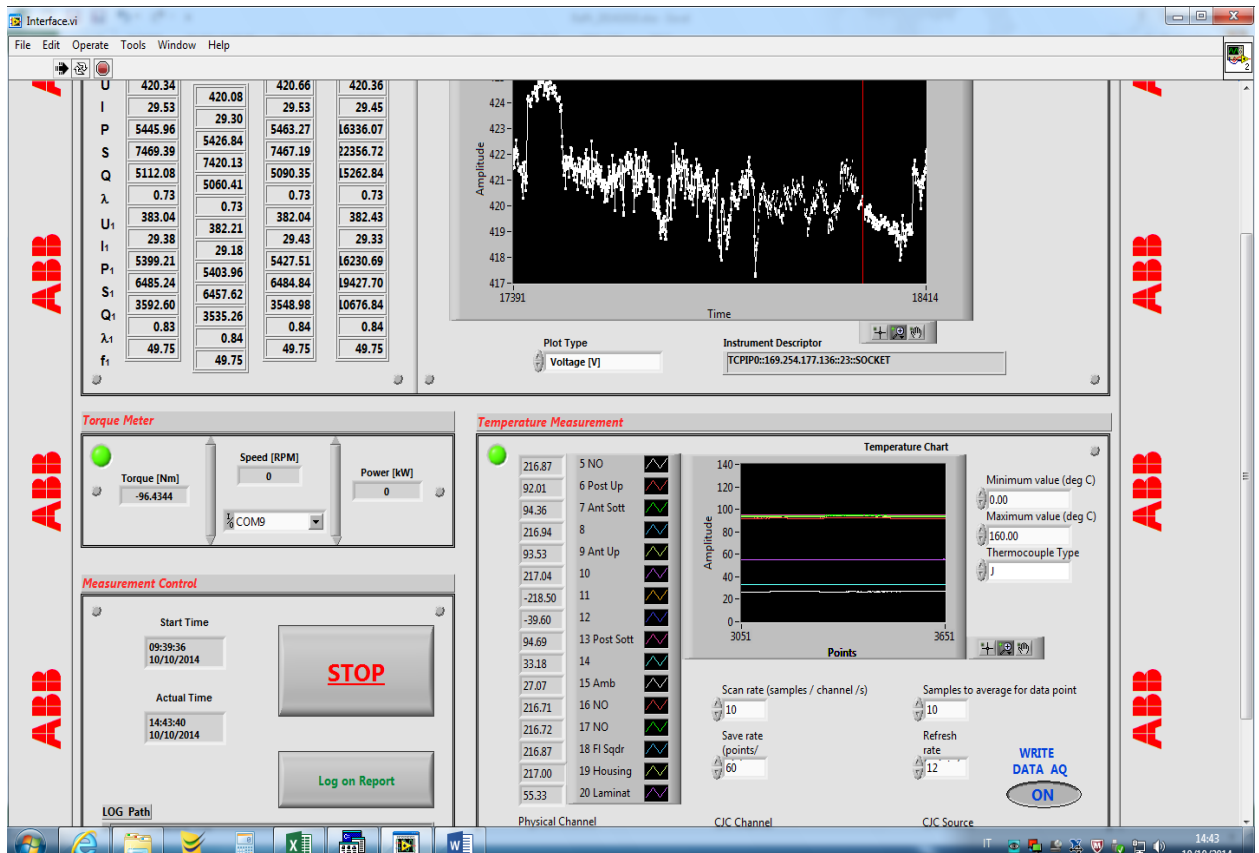 Interface.vi
File Edit Operate Tools Window Help
2
U 420.34 420.08 420.66 420.36
I 29.53 29.30 29.53 29.45
P 5445.96 5426.84 5463.27 16336.07
S 7469.39 7420.13 7467.19 22356.72
Q 5112.08 5060.41 5090.35 15262.84
λ 0.73 0.73 0.73 0.73
U1 383.04 382.21 382.04 382.43
I1 29.38 29.18 29.43 29.33
P1 5399.21 5403.96 5427.51 16230.69
S1 6485.24 6457.62 6484.84 19427.70
Q1 3592.60 3535.26 3548.98 10676.84
λ1 0.83 0.84 0.84 0.84
f1 49.75 49.75 49.75 49.75
Amplitude
424
423
422
421
420
419
418
417
17391 18414
Time
Plot Type
Voltage [V]
Instrument Descriptor
TCPIP0::169.254.177.136::23::SOCKET
ABB
ABB
ABB
ABB
ABB
ABB
Torque Meter
Torque [Nm]
-96.4344
Speed [RPM]
0
COM9
Power [kW]
0
Measurement Control
Start Time
09:39:36
10/10/2014
Actual Time
14:43:40
10/10/2014
STOP
Log on Report
LOG Path
Temperature Measurement
216.87 5 NO
92.01 6 Post Up
94.36 7 Ant Sott
216.94 8
93.53 9 Ant Up
217.04 10
-218.50 11
-39.60 12
94.69 13 Post Sott
33.18 14
27.07 15 Amb
216.71 16 NO
216.72 17 NO
216.87 18 Fl Sqdr
217.00 19 Housing
55.33 20 Laminat
Temperature Chart
Amplitude
140
120
100
80
60
40
20
0
3051 3651
Points
Minimum value (deg C)
0.00
Maximum value (deg C)
160.00
Thermocouple Type
J
Scan rate (samples / channel /s)
10
Samples to average for data point
10
Save rate
(points/
60
Refresh
rate
12
WRITE
DATA AQ
ON
Physical Channel CJC Channel CJC Source
IT
14:43
10/10/2014